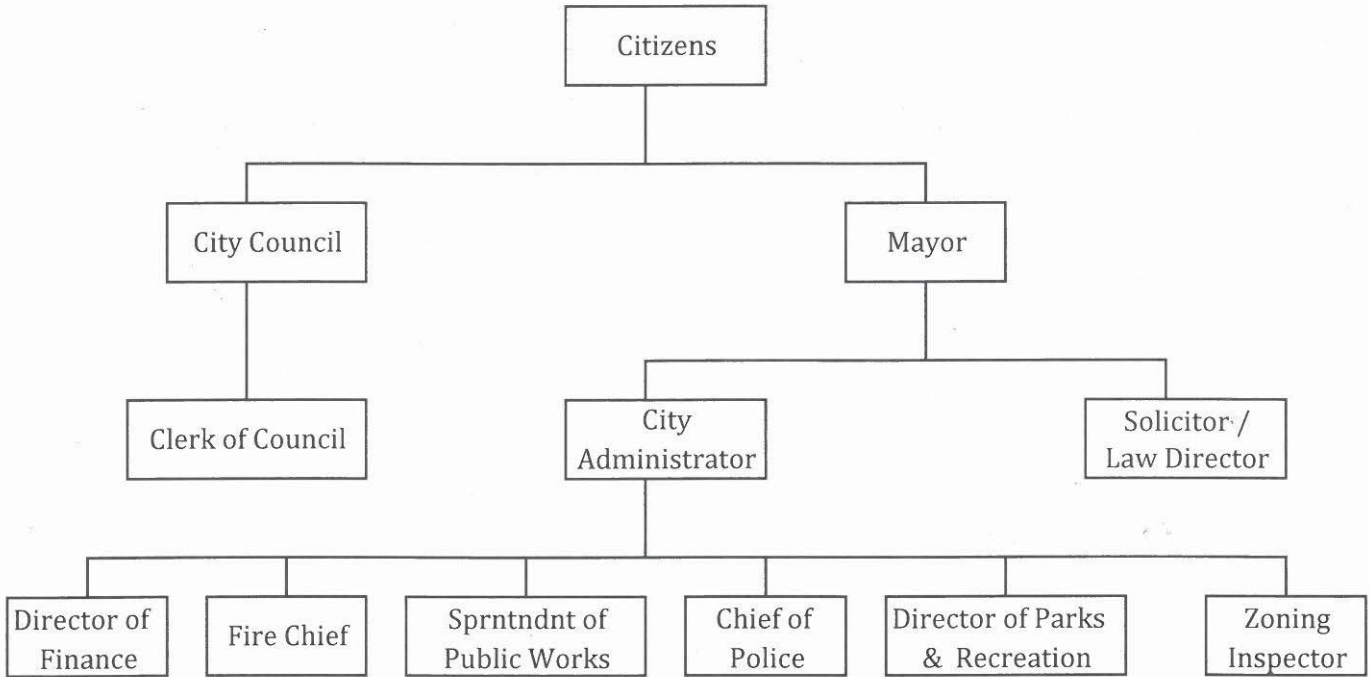 Citizens
City Council
Mayor
Clerk of Council
City
Administrator
Solicitor /
Law Director
Director of
Finance
Fire Chief
Sprntndnt of
Public Works
Chief of
Police
Director of Parks
& Recreation
Zoning
Inspector